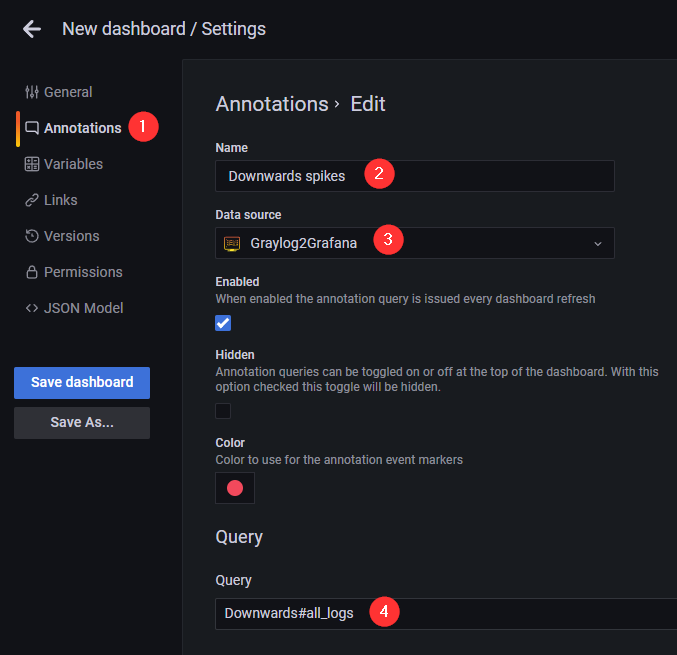 New dashboard / Settings
General
Annotations 1
Variables
Links
Versions
Permissions
JSON Model
Save dashboard
Save As...
Annotations › Edit
Name
Downwards spikes 2
Data source
Graylog2Grafana 3
Enabled
When enabled the annotation query is issued every dashboard refresh
Hidden
Annotation queries can be toggled on or off at the top of the dashboard. With this
option checked this toggle will be hidden.
Color
Color to use for the annotation event markers
Query
Query
Downwards#all_logs 4